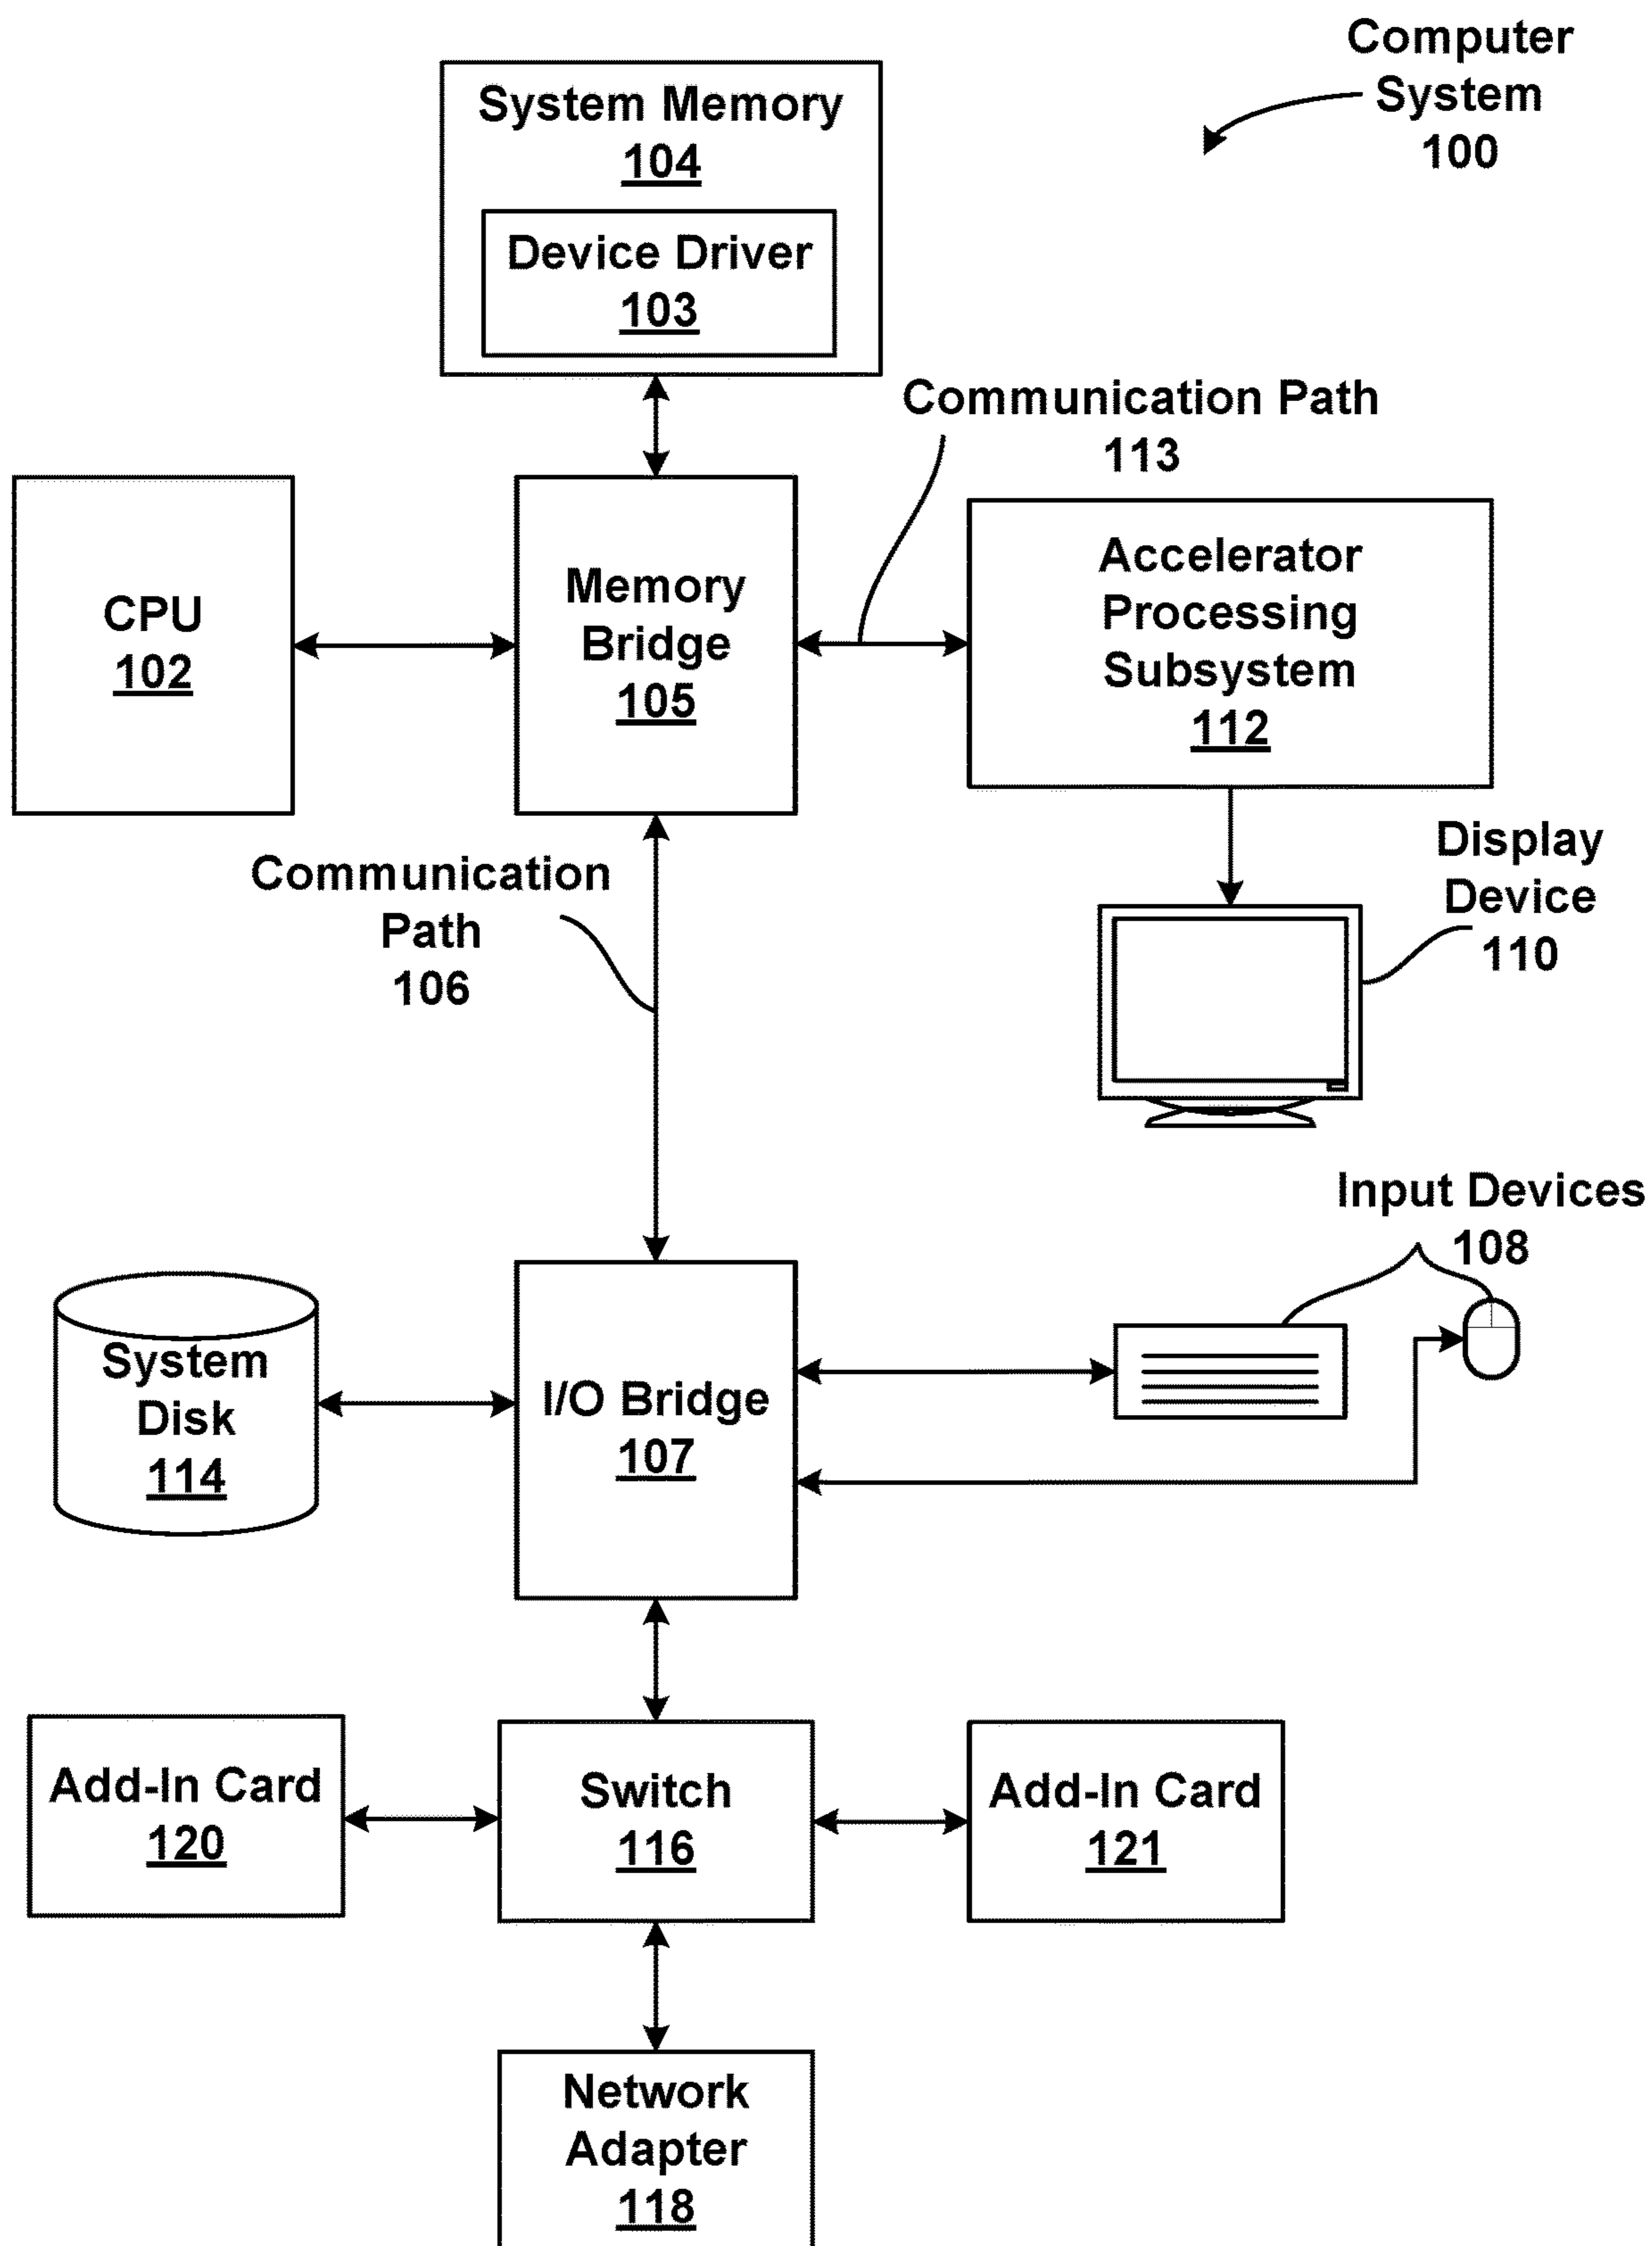 Computer
System
100
System Memory
104
Device Driver
103
Communication Path
113
CPU
102
Memory
Bridge
105
Accelerator
Processing
Subsystem
112
Communication
Path
106
Display
Device
110
Input Devices
108
System
Disk
114
I/O Bridge
107
Add-In Card
120
Switch
116
Add-In Card
121
Network
Adapter
118